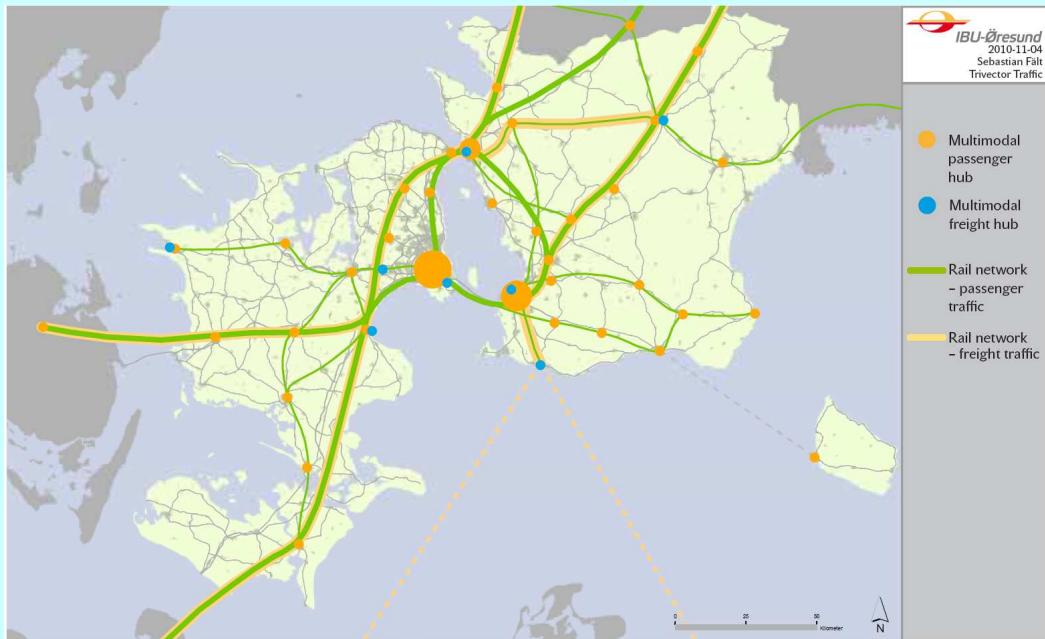 IBU-Øresund
2010-11-04
Sebastian Fält
Trivector Traffic
Multimodal
passenger
hub
Multimodal
freight hub
Rail network
– passenger
traffic
Rail network
– freight traffic
0 25 50
Kilometer
N